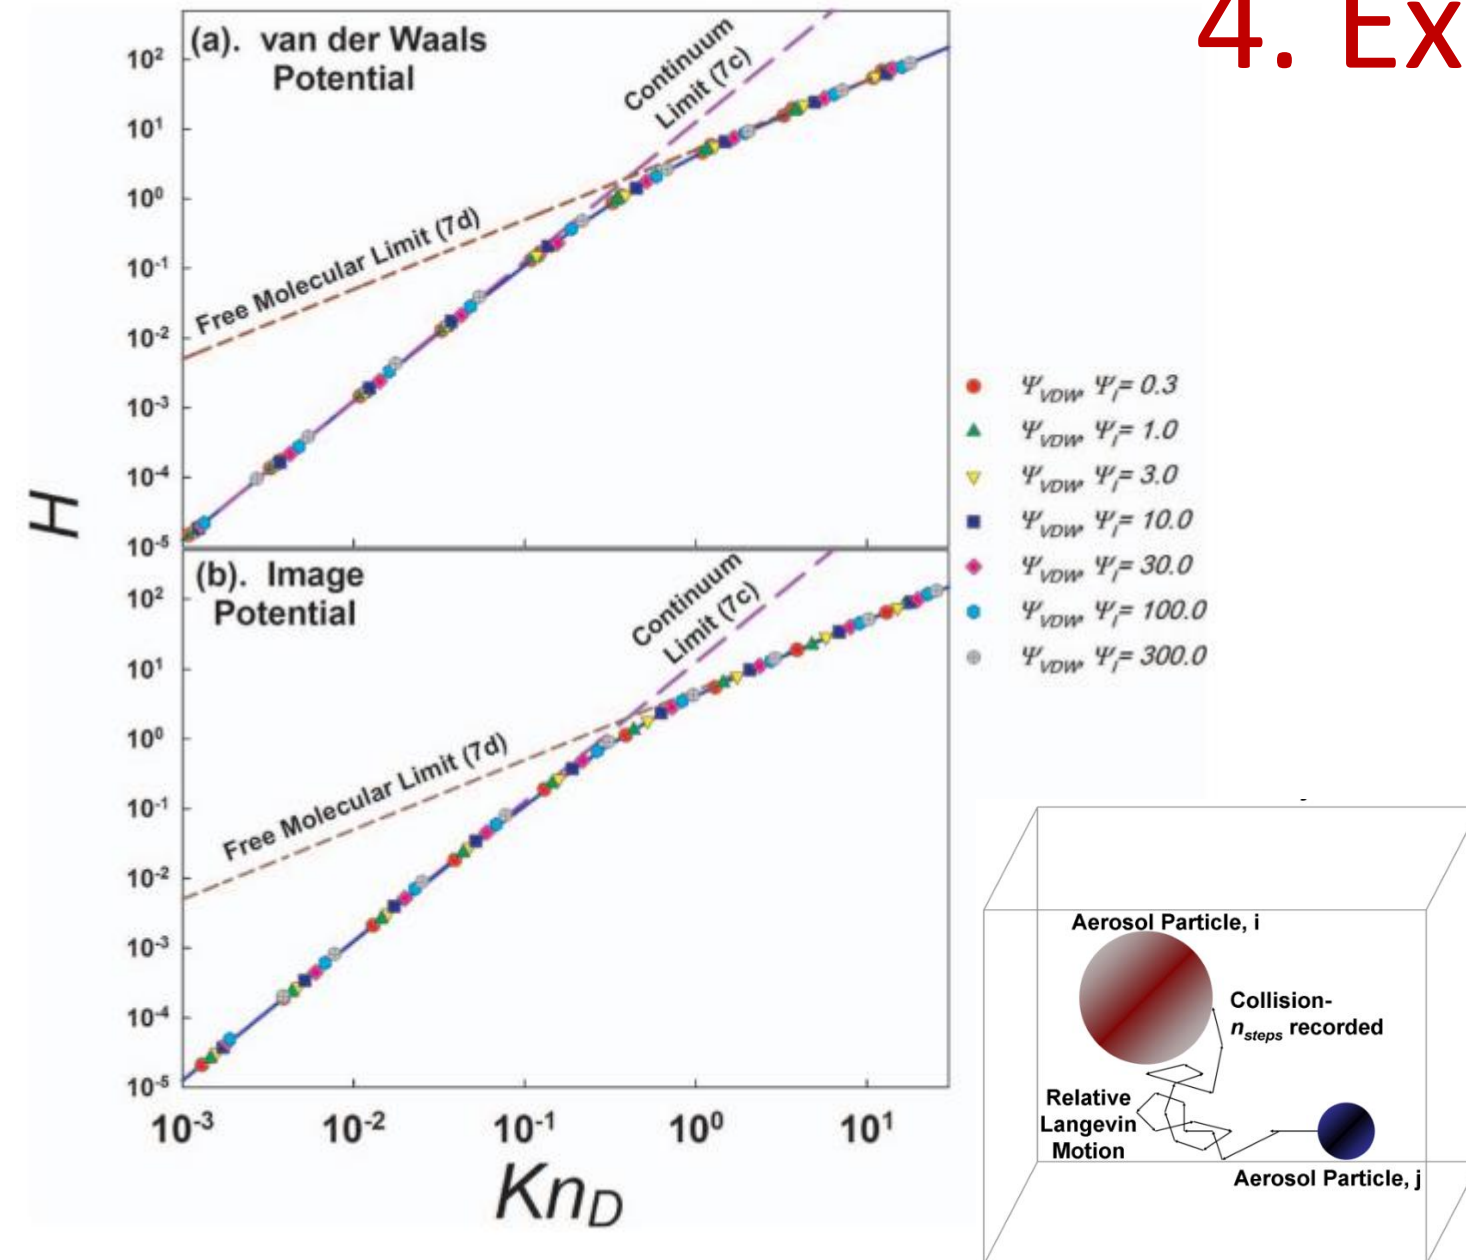 4. Ex
(a). van der Waals
Potential
Continuum
Limit (7c)
Free Molecular Limit (7d)
10²
10¹
10⁰
10⁻¹
10⁻²
10⁻³
10⁻⁴
10⁻⁵
H
Ψ_VDW, Ψ_I= 0.3
Ψ_VDW, Ψ_I= 1.0
Ψ_VDW, Ψ_I= 3.0
Ψ_VDW, Ψ_I= 10.0
Ψ_VDW, Ψ_I= 30.0
Ψ_VDW, Ψ_I= 100.0
Ψ_VDW, Ψ_I= 300.0
(b). Image
Potential
Continuum
Limit (7c)
Free Molecular Limit (7d)
10²
10¹
10⁰
10⁻¹
10⁻²
10⁻³
10⁻⁴
10⁻⁵
10⁻³ 10⁻² 10⁻¹ 10⁰ 10¹
Kn_D
Aerosol Particle, i
Collision-
n_steps recorded
Relative
Langevin
Motion
Aerosol Particle, j